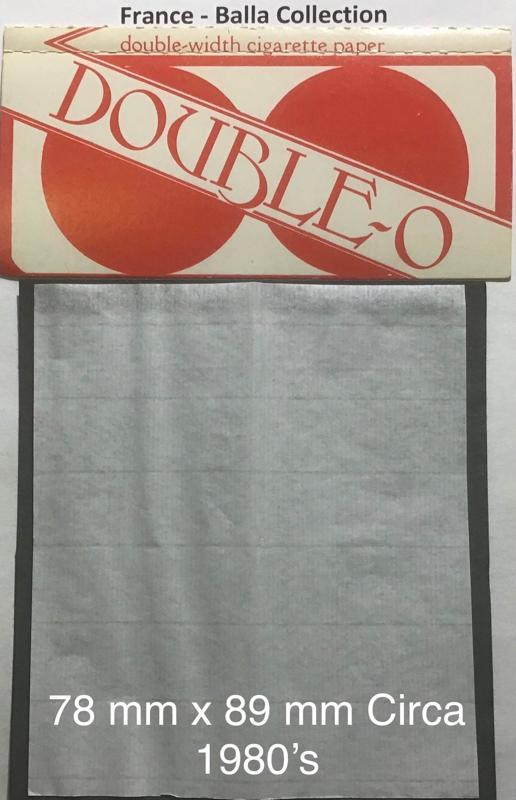 France - Balla Collection
double-width cigarette paper
DOUBLE-O
78 mm x 89 mm Circa
1980's